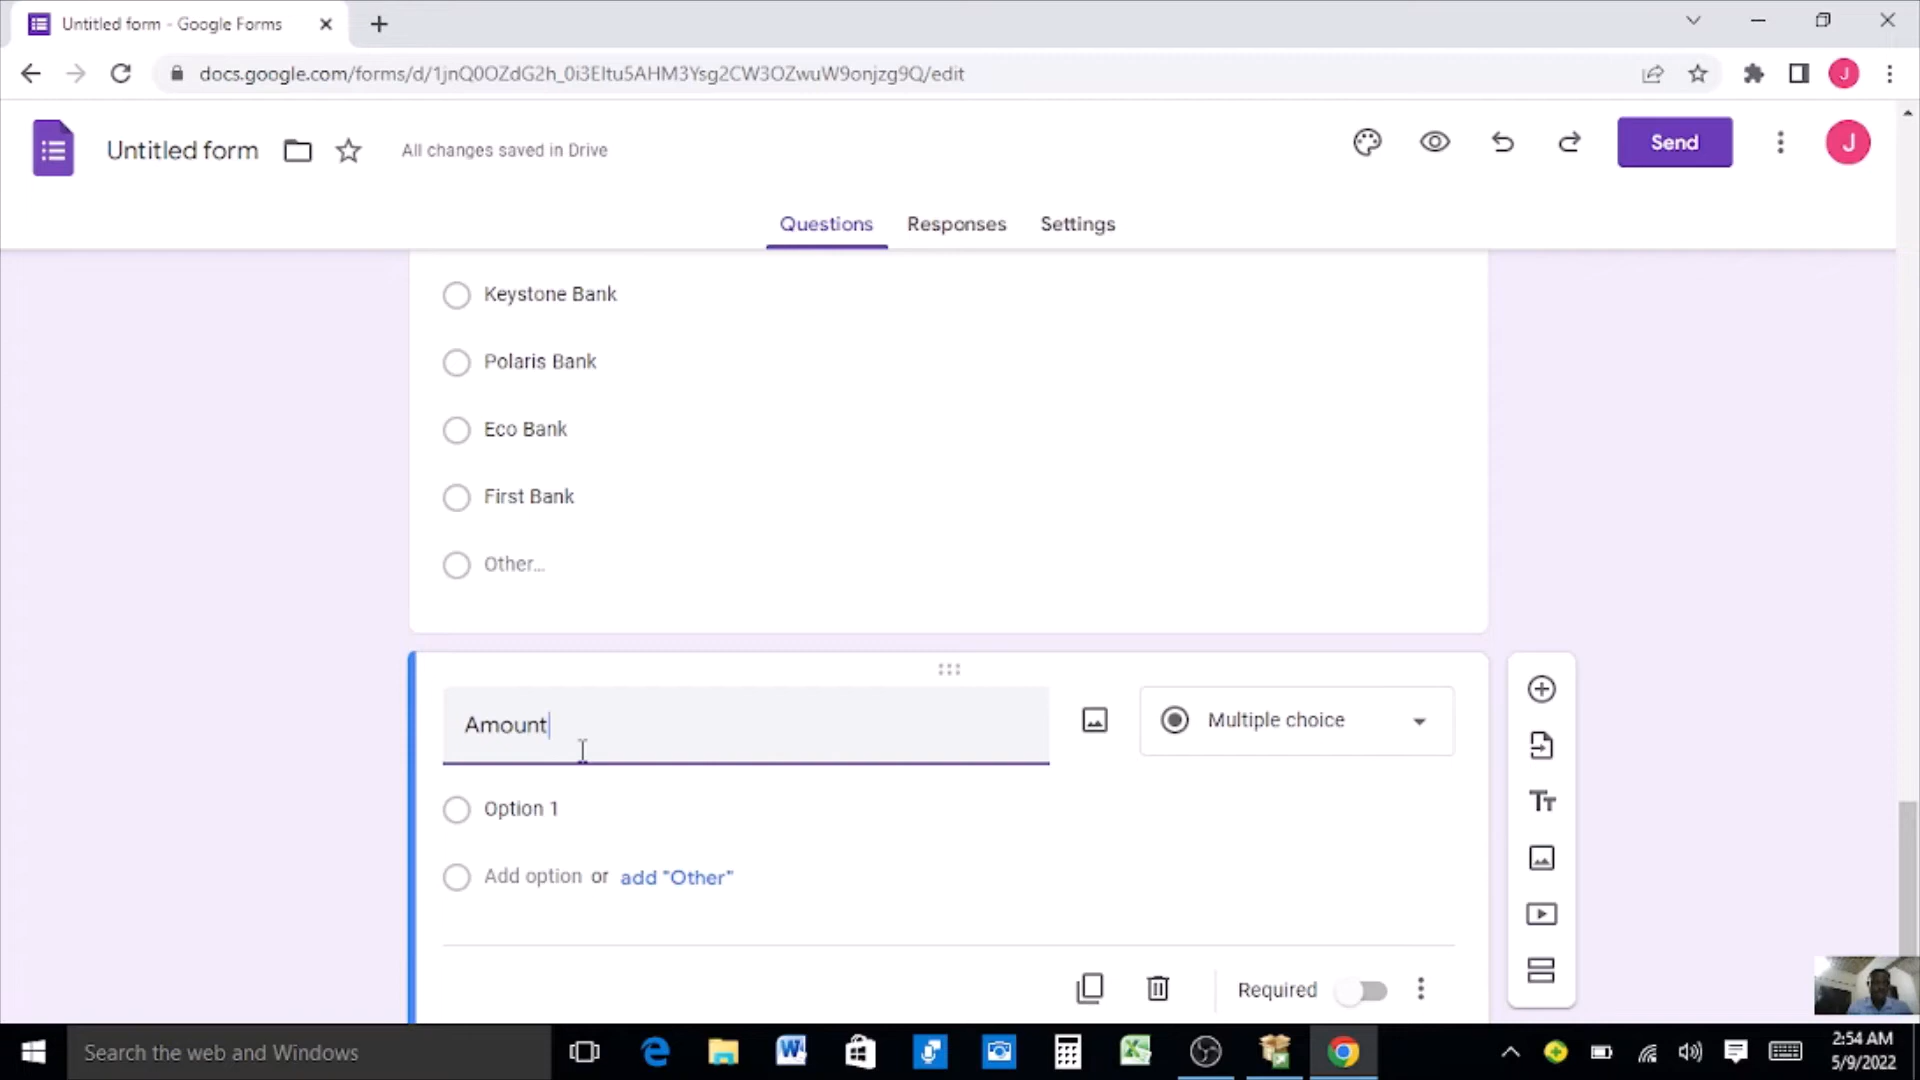 Untitled form - Google Forms
docs.google.com/forms/d/1jnQ0OZdG2h_0i3EItu5AHM3Ysg2CW3OZwuW9onjzg9Q/edit
J
Untitled form
All changes saved in Drive
Send
J
Questions Responses Settings
Keystone Bank
Polaris Bank
Eco Bank
First Bank
Other...
Amount
Multiple choice
Option 1
Tт
Add option or add "Other"
Required
Search the web and Windows
2:54 AM
5/9/2022